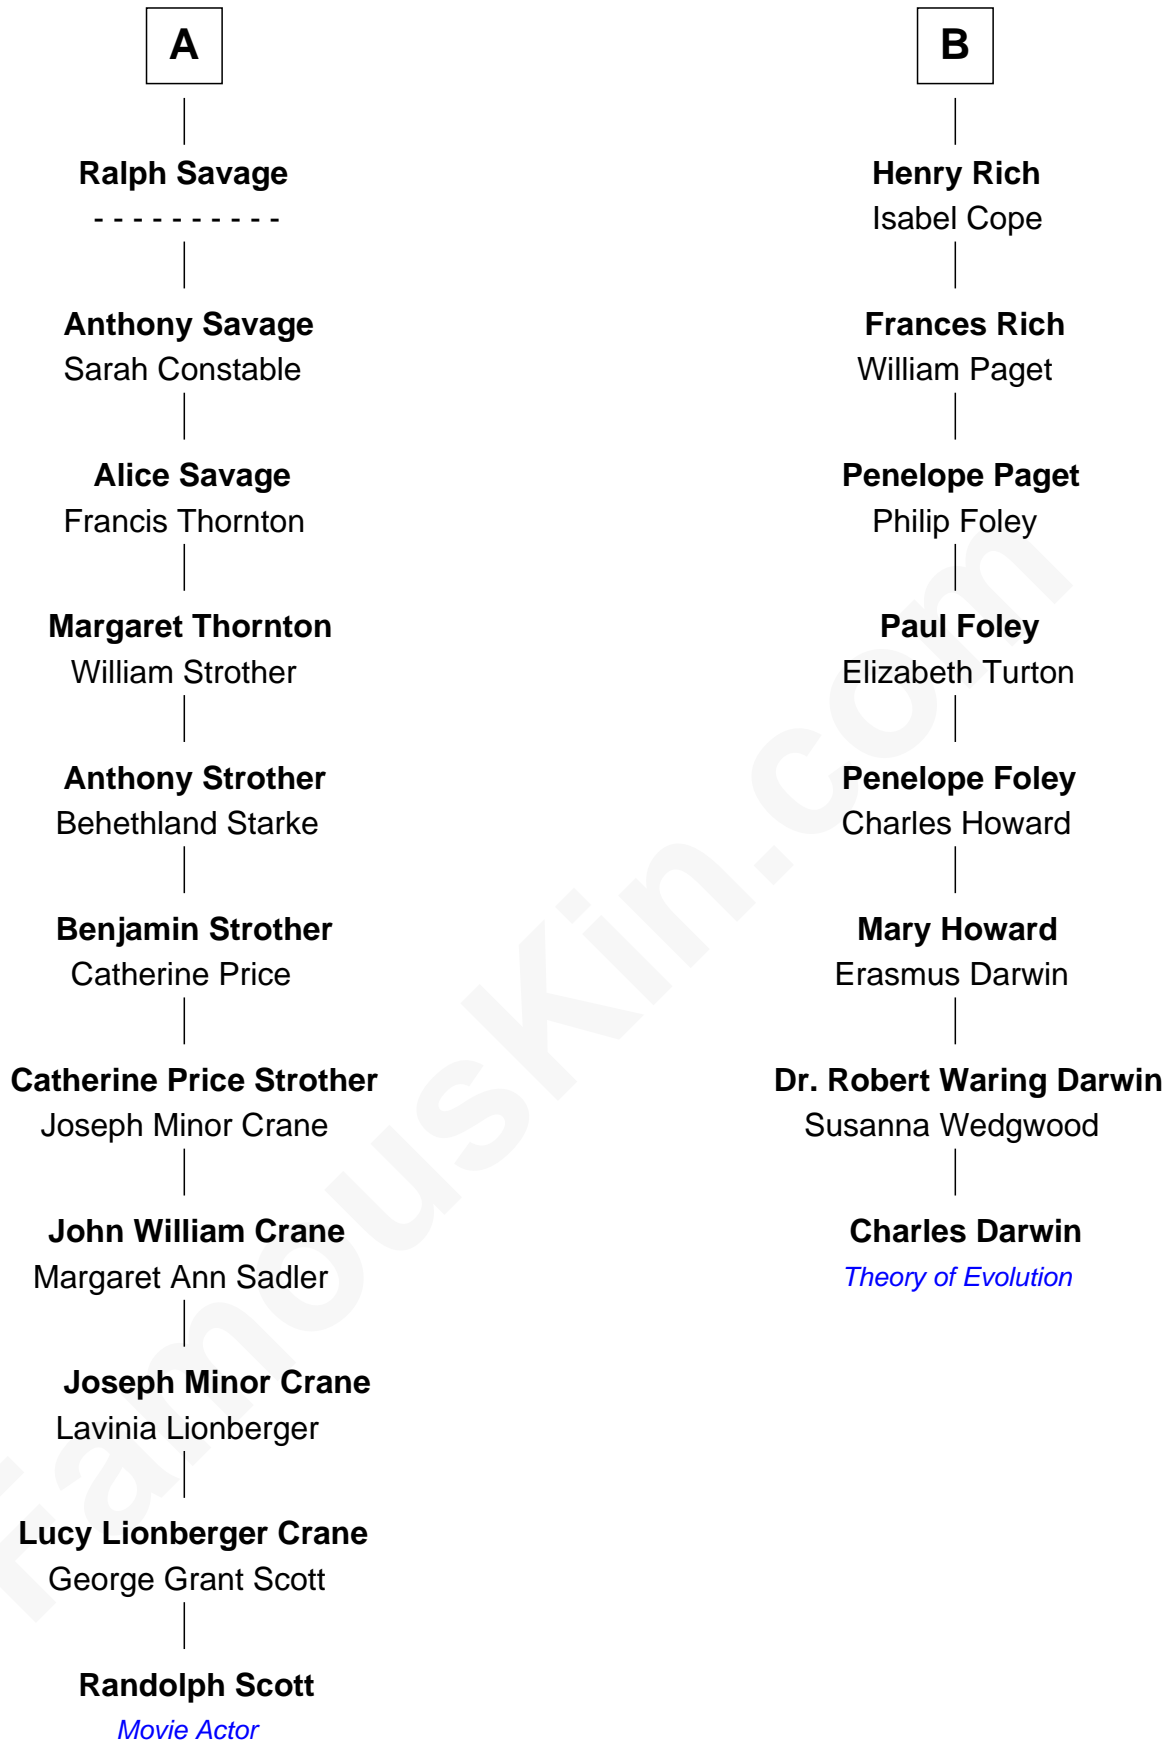 A
Ralph Savage
- - - - - - - - - -
Anthony Savage
Sarah Constable
Alice Savage
Francis Thornton
Margaret Thornton
William Strother
Anthony Strother
Behethland Starke
Benjamin Strother
Catherine Price
Catherine Price Strother
Joseph Minor Crane
John William Crane
Margaret Ann Sadler
Joseph Minor Crane
Lavinia Lionberger
Lucy Lionberger Crane
George Grant Scott
Randolph Scott
Movie Actor
B
Henry Rich
Isabel Cope
Frances Rich
William Paget
Penelope Paget
Philip Foley
Paul Foley
Elizabeth Turton
Penelope Foley
Charles Howard
Mary Howard
Erasmus Darwin
Dr. Robert Waring Darwin
Susanna Wedgwood
Charles Darwin
Theory of Evolution
FamousKin.com